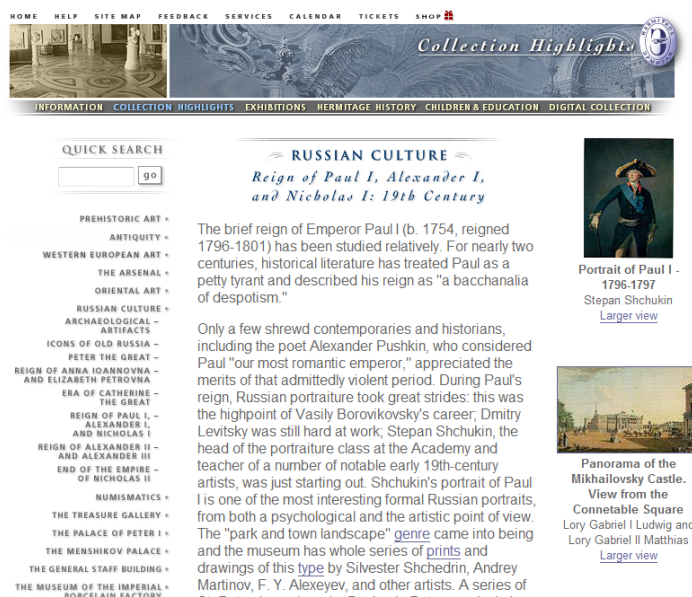 HOME HELP SITE MAP FEEDBACK SERVICES CALENDAR TICKETS SHOP
Collection Highlights
INFORMATION COLLECTION HIGHLIGHTS EXHIBITIONS HERMITAGE HISTORY CHILDREN & EDUCATION DIGITAL COLLECTION
QUICK SEARCH
go
PREHISTORIC ART
ANTIQUITY
WESTERN EUROPEAN ART
THE ARSENAL
ORIENTAL ART
RUSSIAN CULTURE
ARCHAEOLOGICAL –
ARTIFACTS
ICONS OF OLD RUSSIA –
PETER THE GREAT –
REIGN OF ANNA IOANNOVNA –
AND ELIZABETH PETROVNA
ERA OF CATHERINE –
THE GREAT
REIGN OF PAUL I, –
ALEXANDER I,
AND NICHOLAS I
REIGN OF ALEXANDER II –
AND ALEXANDER III
END OF THE EMPIRE –
OF NICHOLAS II
NUMISMATICS
THE TREASURE GALLERY
THE PALACE OF PETER I
THE MENSHIKOV PALACE
THE GENERAL STAFF BUILDING
THE MUSEUM OF THE IMPERIAL
PORCELAIN FACTORY
RUSSIAN CULTURE
Reign of Paul I, Alexander I,
and Nicholas I: 19th Century
The brief reign of Emperor Paul I (b. 1754, reigned
1796-1801) has been studied relatively. For nearly two
centuries, historical literature has treated Paul as a
petty tyrant and described his reign as "a bacchanalia
of despotism."
Only a few shrewd contemporaries and historians,
including the poet Alexander Pushkin, who considered
Paul "our most romantic emperor," appreciated the
merits of that admittedly violent period. During Paul's
reign, Russian portraiture took great strides: this was
the highpoint of Vasily Borovikovsky's career; Dmitry
Levitsky was still hard at work; Stepan Shchukin, the
head of the portraiture class at the Academy and
teacher of a number of notable early 19th-century
artists, was just starting out. Shchukin's portrait of Paul
I is one of the most interesting formal Russian portraits,
from both a psychological and the artistic point of view.
The "park and town landscape" genre came into being
and the museum has whole series of prints and
drawings of this type by Silvester Shchedrin, Andrey
Martinov, F. Y. Alexeyev, and other artists. A series of
Portrait of Paul I -
1796-1797
Stepan Shchukin
Larger view
Panorama of the
Mikhailovsky Castle.
View from the
Connetable Square
Lory Gabriel I Ludwig and
Lory Gabriel II Matthias
Larger view